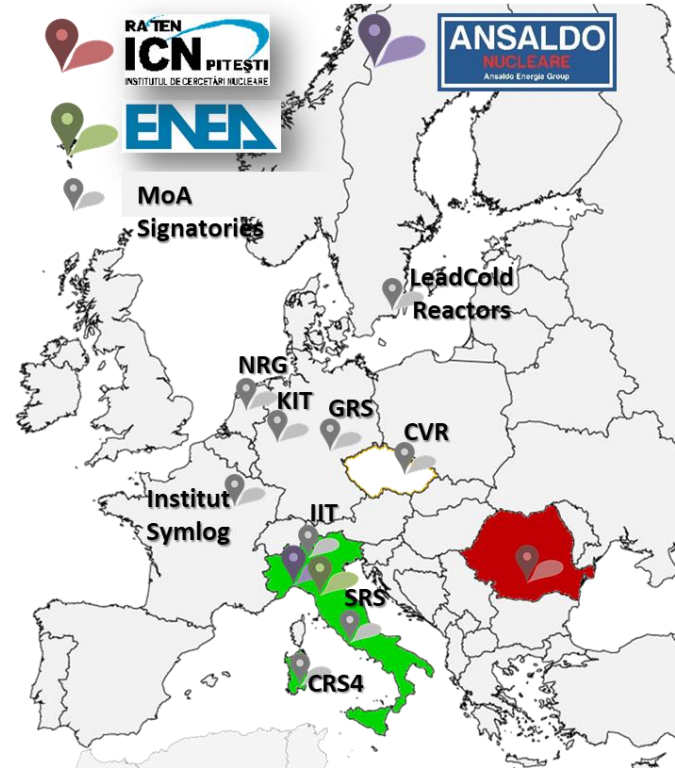 RATEN
ICN PITEŞTI
INSTITUTUL DE CERCETĂRI NUCLEARE
ANSALDO
NUCLEARE
Ansaldo Energia Group
ENEA
MoA
Signatories
LeadCold
Reactors
NRG
KIT
GRS
CVR
Institut
Symlog
IIT
SRS
CRS4